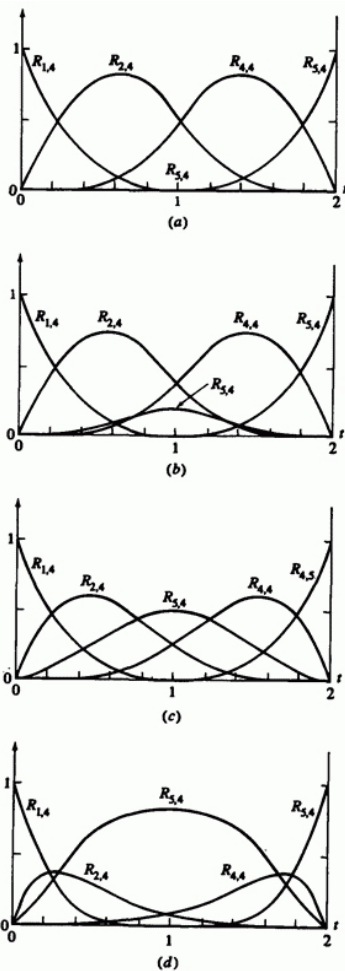 1
R1,4 R2,4 R4,4 R5,4
R5,4
0 1 2
(a)
1
R1,4 R2,4 R4,4 R5,4
R5,4
0 0 1 2 t
(b)
1
R1,4 R2,4 R5,4 R4,4 R4,5
0 0 1 2 t
(c)
1
R1,4 R5,4 R5,4
R2,4 R4,4
0 0 1 2 t
(d)